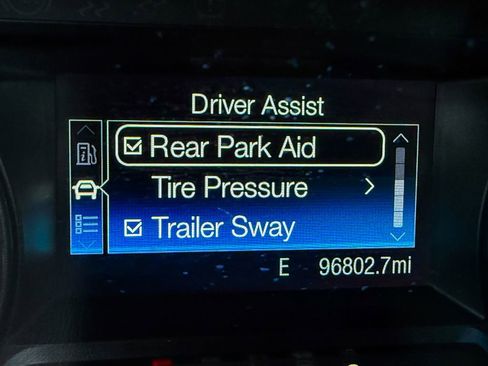 Driver Assist
Rear Park Aid
Tire Pressure
Trailer Sway
E 96802.7mi